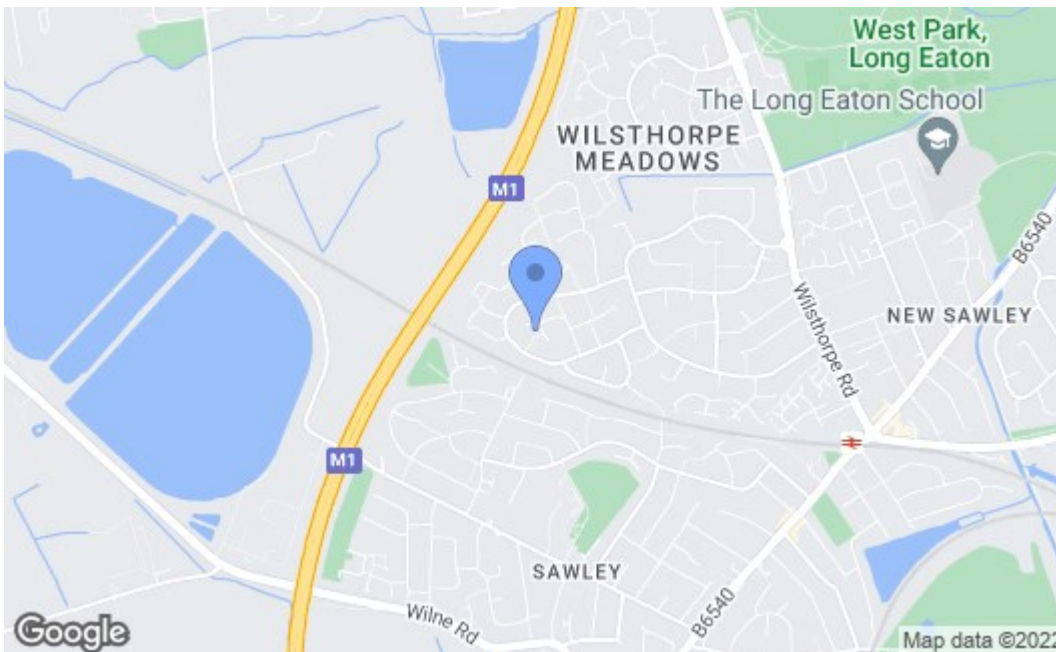 West Park,
Long Eaton
The Long Eaton School
WILSTHORPE
MEADOWS
M1
B6540
Wilsthorpe Rd
NEW SAWLEY
M1
SAWLEY
B6540
Wilne Rd
Google
Map data ©2022